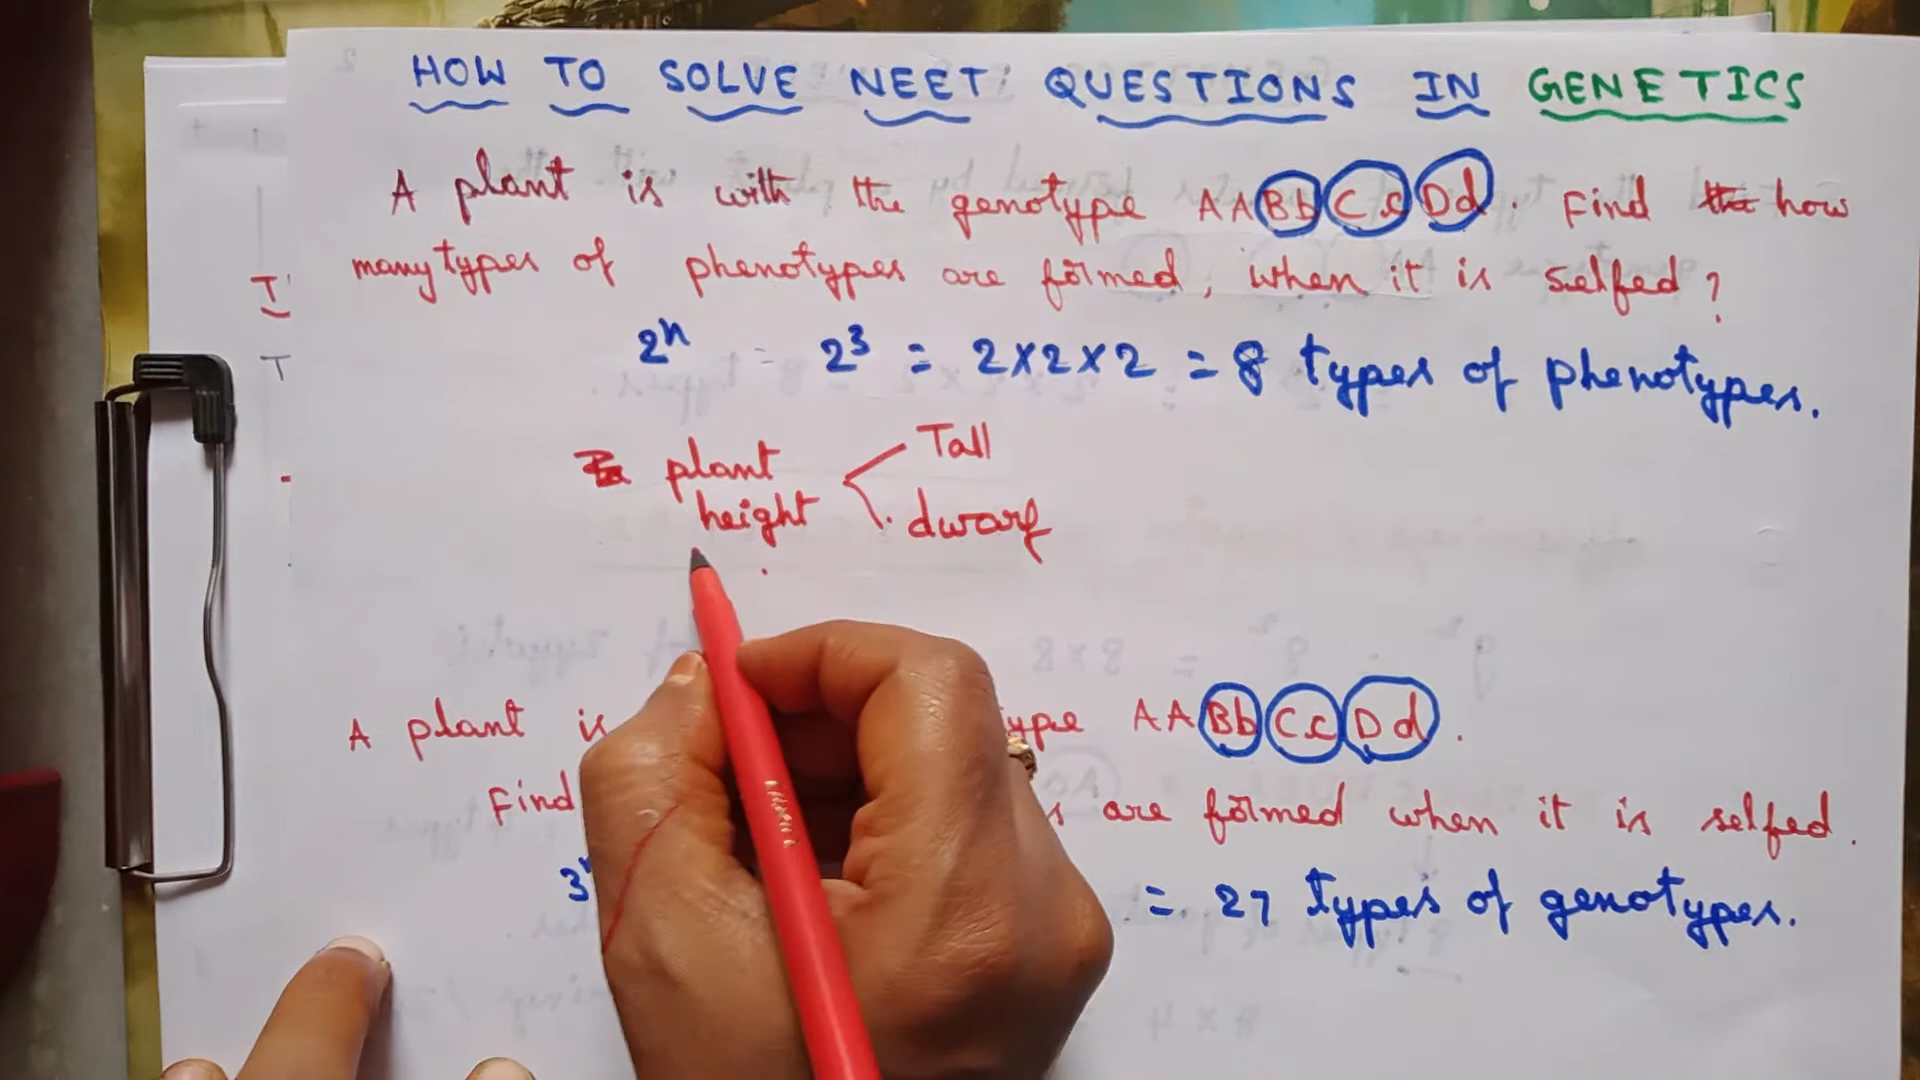 HOW TO SOLVE NEET QUESTIONS IN GENETICS
A plant is with the genotype AABbCcDd. Find how
many types of phenotypes are formed, when it is selfed?
2ⁿ = 2³ = 2×2×2 = 8 types of phenotypes.
plant height
Tall
dwarf
A plant is AABbCcDd.
Find are formed when it is selfed.
3ⁿ = 27 types of genotypes.